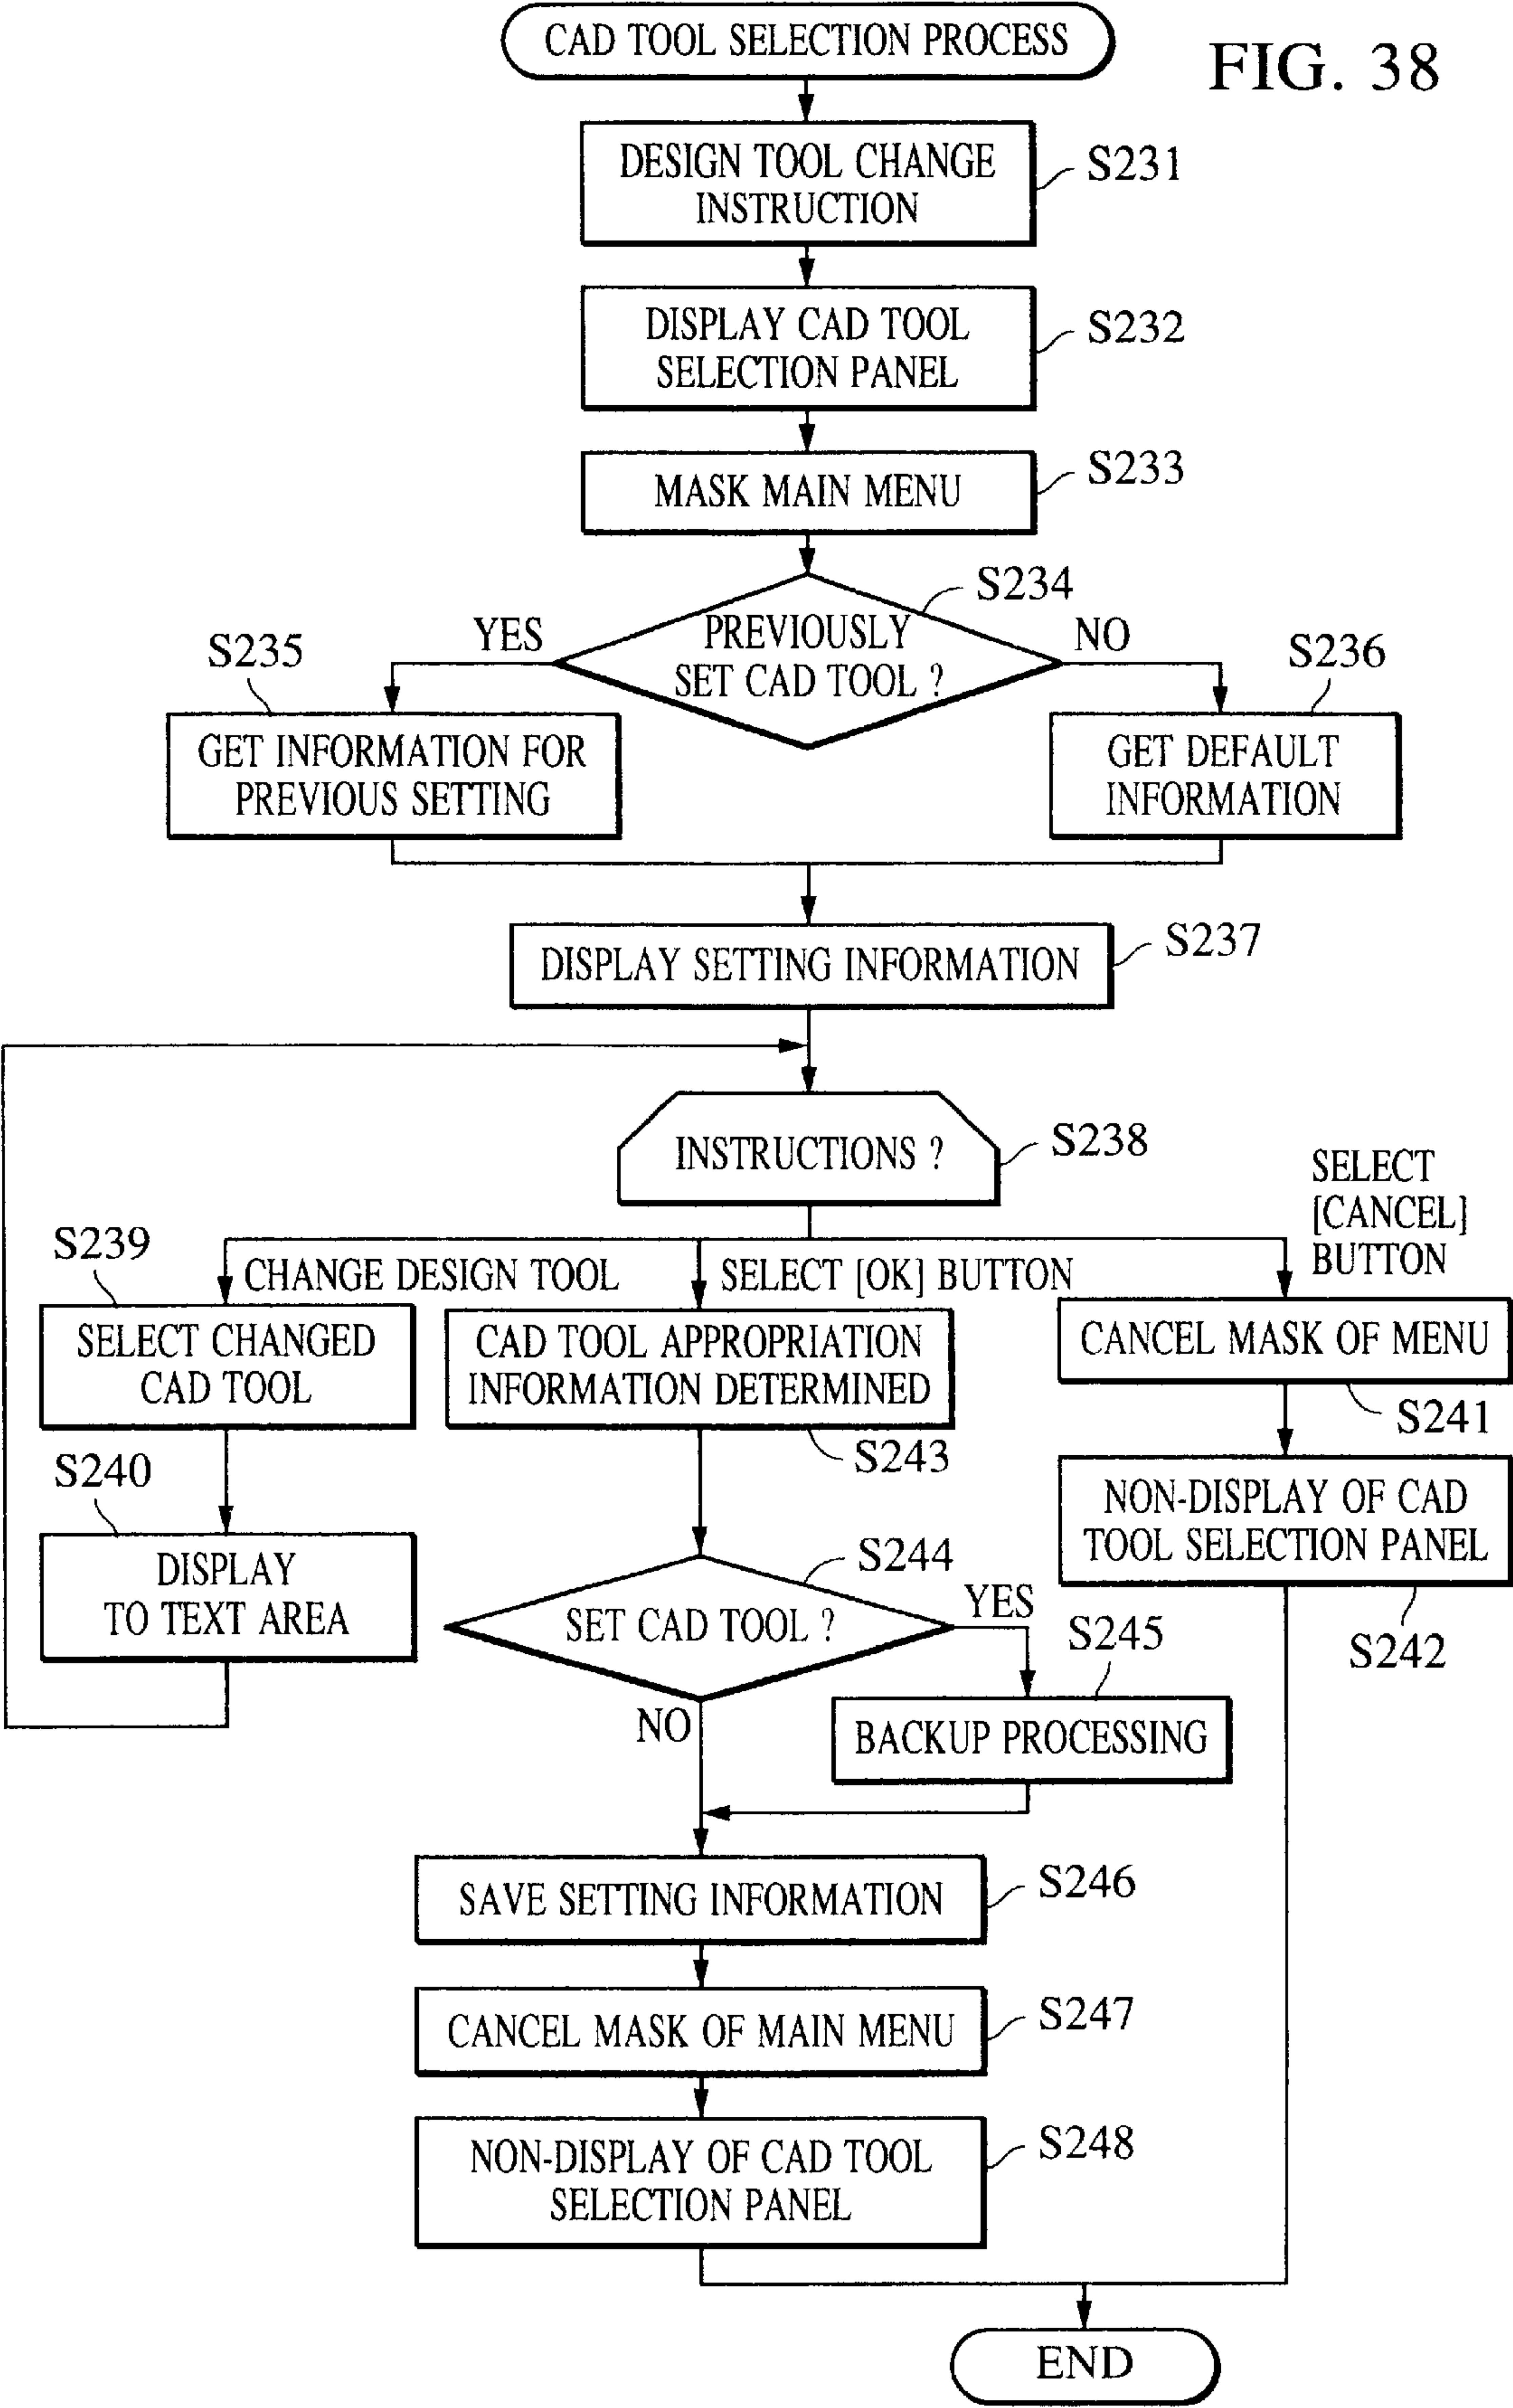 CAD TOOL SELECTION PROCESS
FIG. 38
DESIGN TOOL CHANGE
INSTRUCTION
S231
DISPLAY CAD TOOL
SELECTION PANEL
S232
MASK MAIN MENU
S233
S234
PREVIOUSLY
SET CAD TOOL ?
YES
NO
S235
GET INFORMATION FOR
PREVIOUS SETTING
S236
GET DEFAULT
INFORMATION
DISPLAY SETTING INFORMATION
S237
INSTRUCTIONS ?
S238
SELECT
[CANCEL]
BUTTON
S239
CHANGE DESIGN TOOL
SELECT [OK] BUTTON
SELECT CHANGED
CAD TOOL
CAD TOOL APPROPRIATION
INFORMATION DETERMINED
S243
CANCEL MASK OF MENU
S241
S240
DISPLAY
TO TEXT AREA
NON-DISPLAY OF CAD
TOOL SELECTION PANEL
S242
S244
SET CAD TOOL ?
YES
NO
S245
BACKUP PROCESSING
SAVE SETTING INFORMATION
S246
CANCEL MASK OF MAIN MENU
S247
NON-DISPLAY OF CAD TOOL
SELECTION PANEL
S248
END